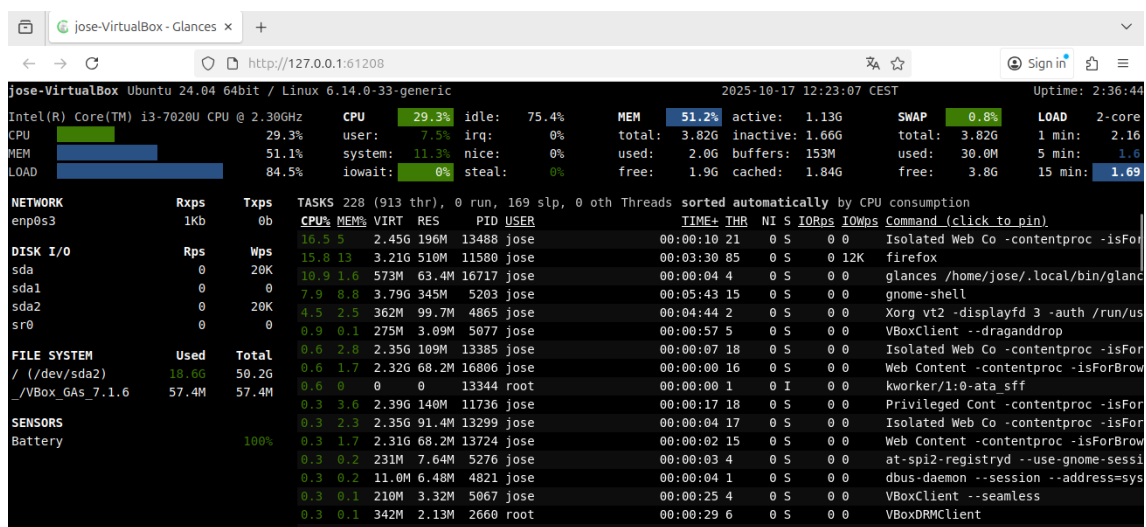 jose-VirtualBox - Glances
http://127.0.0.1:61208
Sign in
jose-VirtualBox Ubuntu 24.04 64bit / Linux 6.14.0-33-generic 2025-10-17 12:23:07 CEST Uptime: 2:36:44
Intel(R) Core(TM) i3-7020U CPU @ 2.30GHz CPU 29.3% idle: 75.4% MEM 51.2% active: 1.13G SWAP 0.8% LOAD 2-core
CPU 29.3% user: 7.5% irq: 0% total: 3.82G inactive: 1.66G total: 3.82G 1 min: 2.16
MEM 51.1% system: 11.3% nice: 0% used: 2.0G buffers: 153M used: 30.0M 5 min: 1.6
LOAD 84.5% iowait: 0% steal: 0% free: 1.9G cached: 1.84G free: 3.8G 15 min: 1.69
NETWORK Rxps Txps
enp0s3 1Kb 0b
DISK I/O Rps Wps
sda 0 20K
sda1 0 0
sda2 0 20K
sr0 0 0
FILE SYSTEM Used Total
/ (/dev/sda2) 18.6G 50.2G
_/VBox_GAs_7.1.6 57.4M 57.4M
SENSORS
Battery 100%
TASKS 228 (913 thr), 0 run, 169 slp, 0 oth Threads sorted automatically by CPU consumption
CPU% MEM% VIRT RES PID USER TIME+ THR NI S IORps IOWps Command (click to pin)
16.5 5 2.45G 196M 13488 jose 00:00:10 21 0 S 0 0 Isolated Web Co -contentproc -isFor
15.8 13 3.21G 510M 11580 jose 00:03:30 85 0 S 0 12K firefox
10.9 1.6 573M 63.4M 16717 jose 00:00:04 4 0 S 0 0 glances /home/jose/.local/bin/glanc
7.9 8.8 3.79G 345M 5203 jose 00:05:43 15 0 S 0 0 gnome-shell
4.5 2.5 362M 99.7M 4865 jose 00:04:44 2 0 S 0 0 Xorg vt2 -displayfd 3 -auth /run/us
0.9 0.1 275M 3.09M 5077 jose 00:00:57 5 0 S 0 0 VBoxClient --draganddrop
0.6 2.8 2.35G 109M 13385 jose 00:00:07 18 0 S 0 0 Isolated Web Co -contentproc -isFor
0.6 1.7 2.32G 68.2M 16806 jose 00:00:00 16 0 S 0 0 Web Content -contentproc -isForBrow
0.6 0 0 0 13344 root 00:00:00 1 0 I 0 0 kworker/1:0-ata_sff
0.3 3.6 2.39G 140M 11736 jose 00:00:17 18 0 S 0 0 Privileged Cont -contentproc -isFor
0.3 2.3 2.35G 91.4M 13299 jose 00:00:04 17 0 S 0 0 Isolated Web Co -contentproc -isFor
0.3 1.7 2.31G 68.2M 13724 jose 00:00:02 15 0 S 0 0 Web Content -contentproc -isForBrow
0.3 0.2 231M 7.64M 5276 jose 00:00:03 4 0 S 0 0 at-spi2-registryd --use-gnome-sessi
0.3 0.2 11.0M 6.48M 4821 jose 00:00:04 1 0 S 0 0 dbus-daemon --session --address=sys
0.3 0.1 210M 3.32M 5067 jose 00:00:25 4 0 S 0 0 VBoxClient --seamless
0.3 0.1 342M 2.13M 2660 root 00:00:29 6 0 S 0 0 VBoxDRMClient